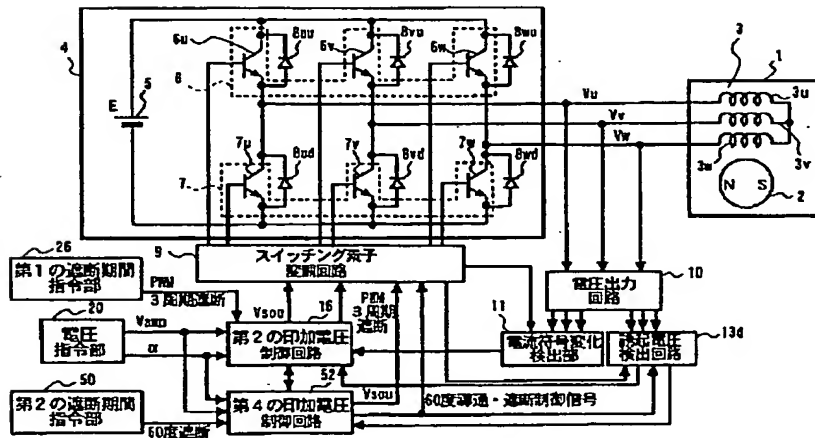 4
E
5
6u
8uu
6v
8vu
6w
8wu
6
7u
8ud
7v
8vd
7w
8wd
7
Vu
Vv
Vw
3
1
3u
3v
3w
N S
2
9
スイッチング素子
変調回路
26
第1の遮断期間
指令部
PWM
3周期遮断
20
電圧
指令部
α
50
第2の遮断期間
指令部
60度遮断
16
第2の印加電圧
制御回路
PWM
3周期遮断
52
第4の印加電圧
制御回路
60度導通・遮断制御信号
10
電圧出力
回路
11
電流符号変化
検出部
13d
誘起電圧
検出回路